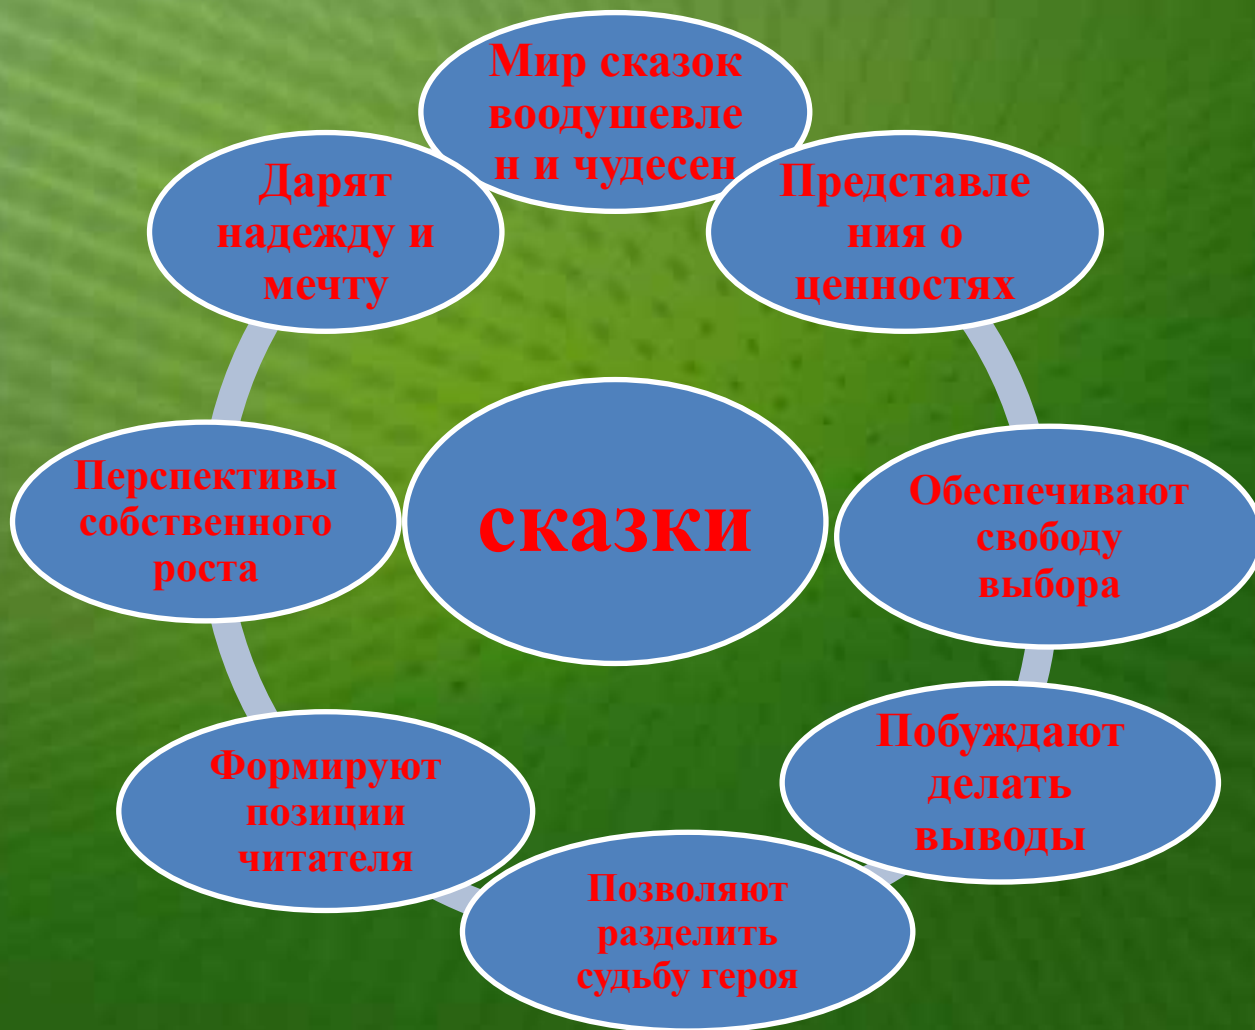 Мир сказок
воодушевле
н и чудесен
Представле
ния о
ценностях
Обеспечивают
свободу
выбора
Побуждают
делать
выводы
Позволяют
разделить
судьбу героя
Формируют
позиции
читателя
Перспективы
собственного
роста
Дарят
надежду и
мечту
сказки